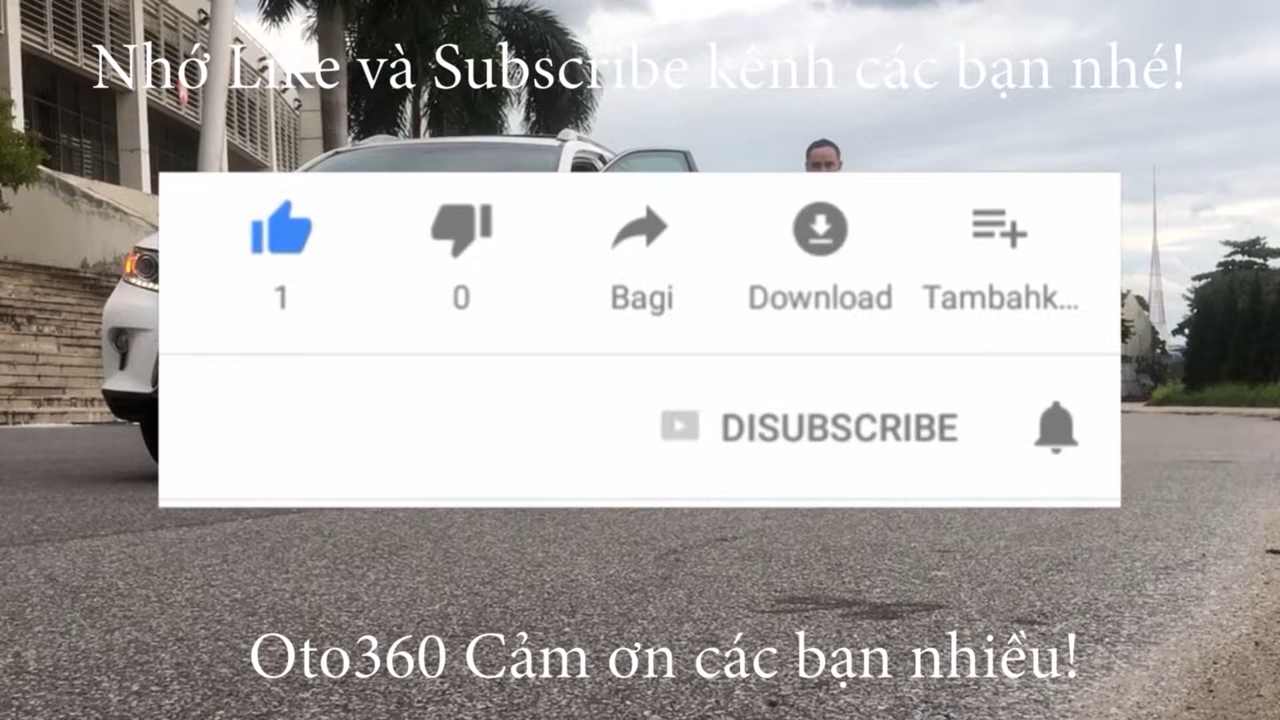 Nhớ Like và Subscribe kênh các bạn nhé!
1
0
Bagi
Download
Tambahk...
DISUBSCRIBE
Oto360 Cảm ơn các bạn nhiều!